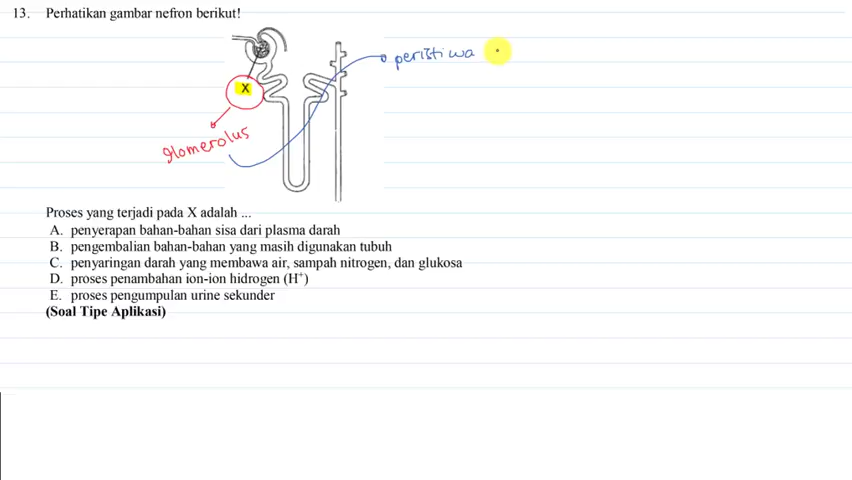 13. Perhatikan gambar nefron berikut!
peristiwa
X
glomerolus
Proses yang terjadi pada X adalah ...
A. penyerapan bahan-bahan sisa dari plasma darah
B. pengembalian bahan-bahan yang masih digunakan tubuh
C. penyaringan darah yang membawa air, sampah nitrogen, dan glukosa
D. proses penambahan ion-ion hidrogen (H⁺)
E. proses pengumpulan urine sekunder
(Soal Tipe Aplikasi)